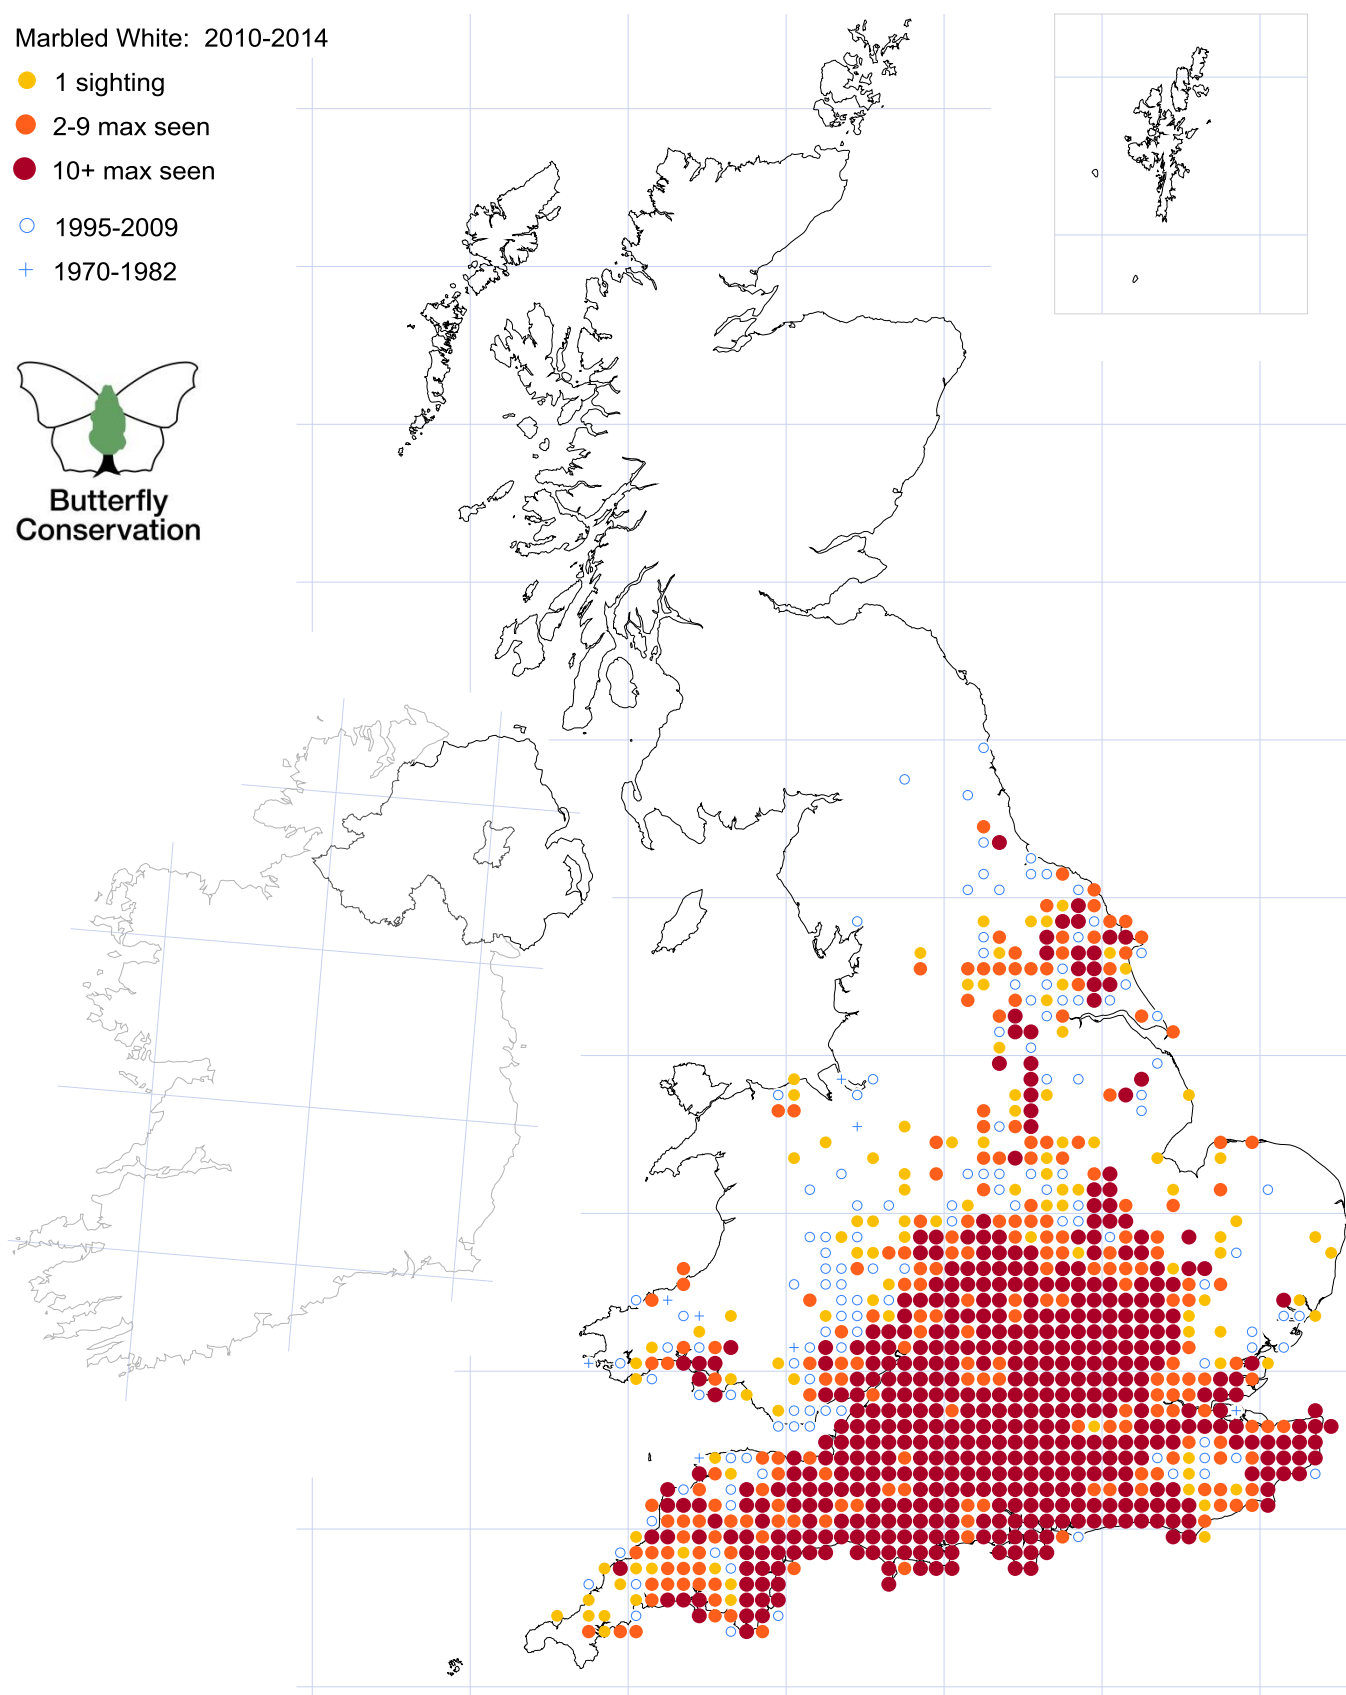 Marbled White:  2010-2014
1 sighting
2-9 max seen
10+ max seen
1995-2009
1970-1982
Butterfly
Conservation